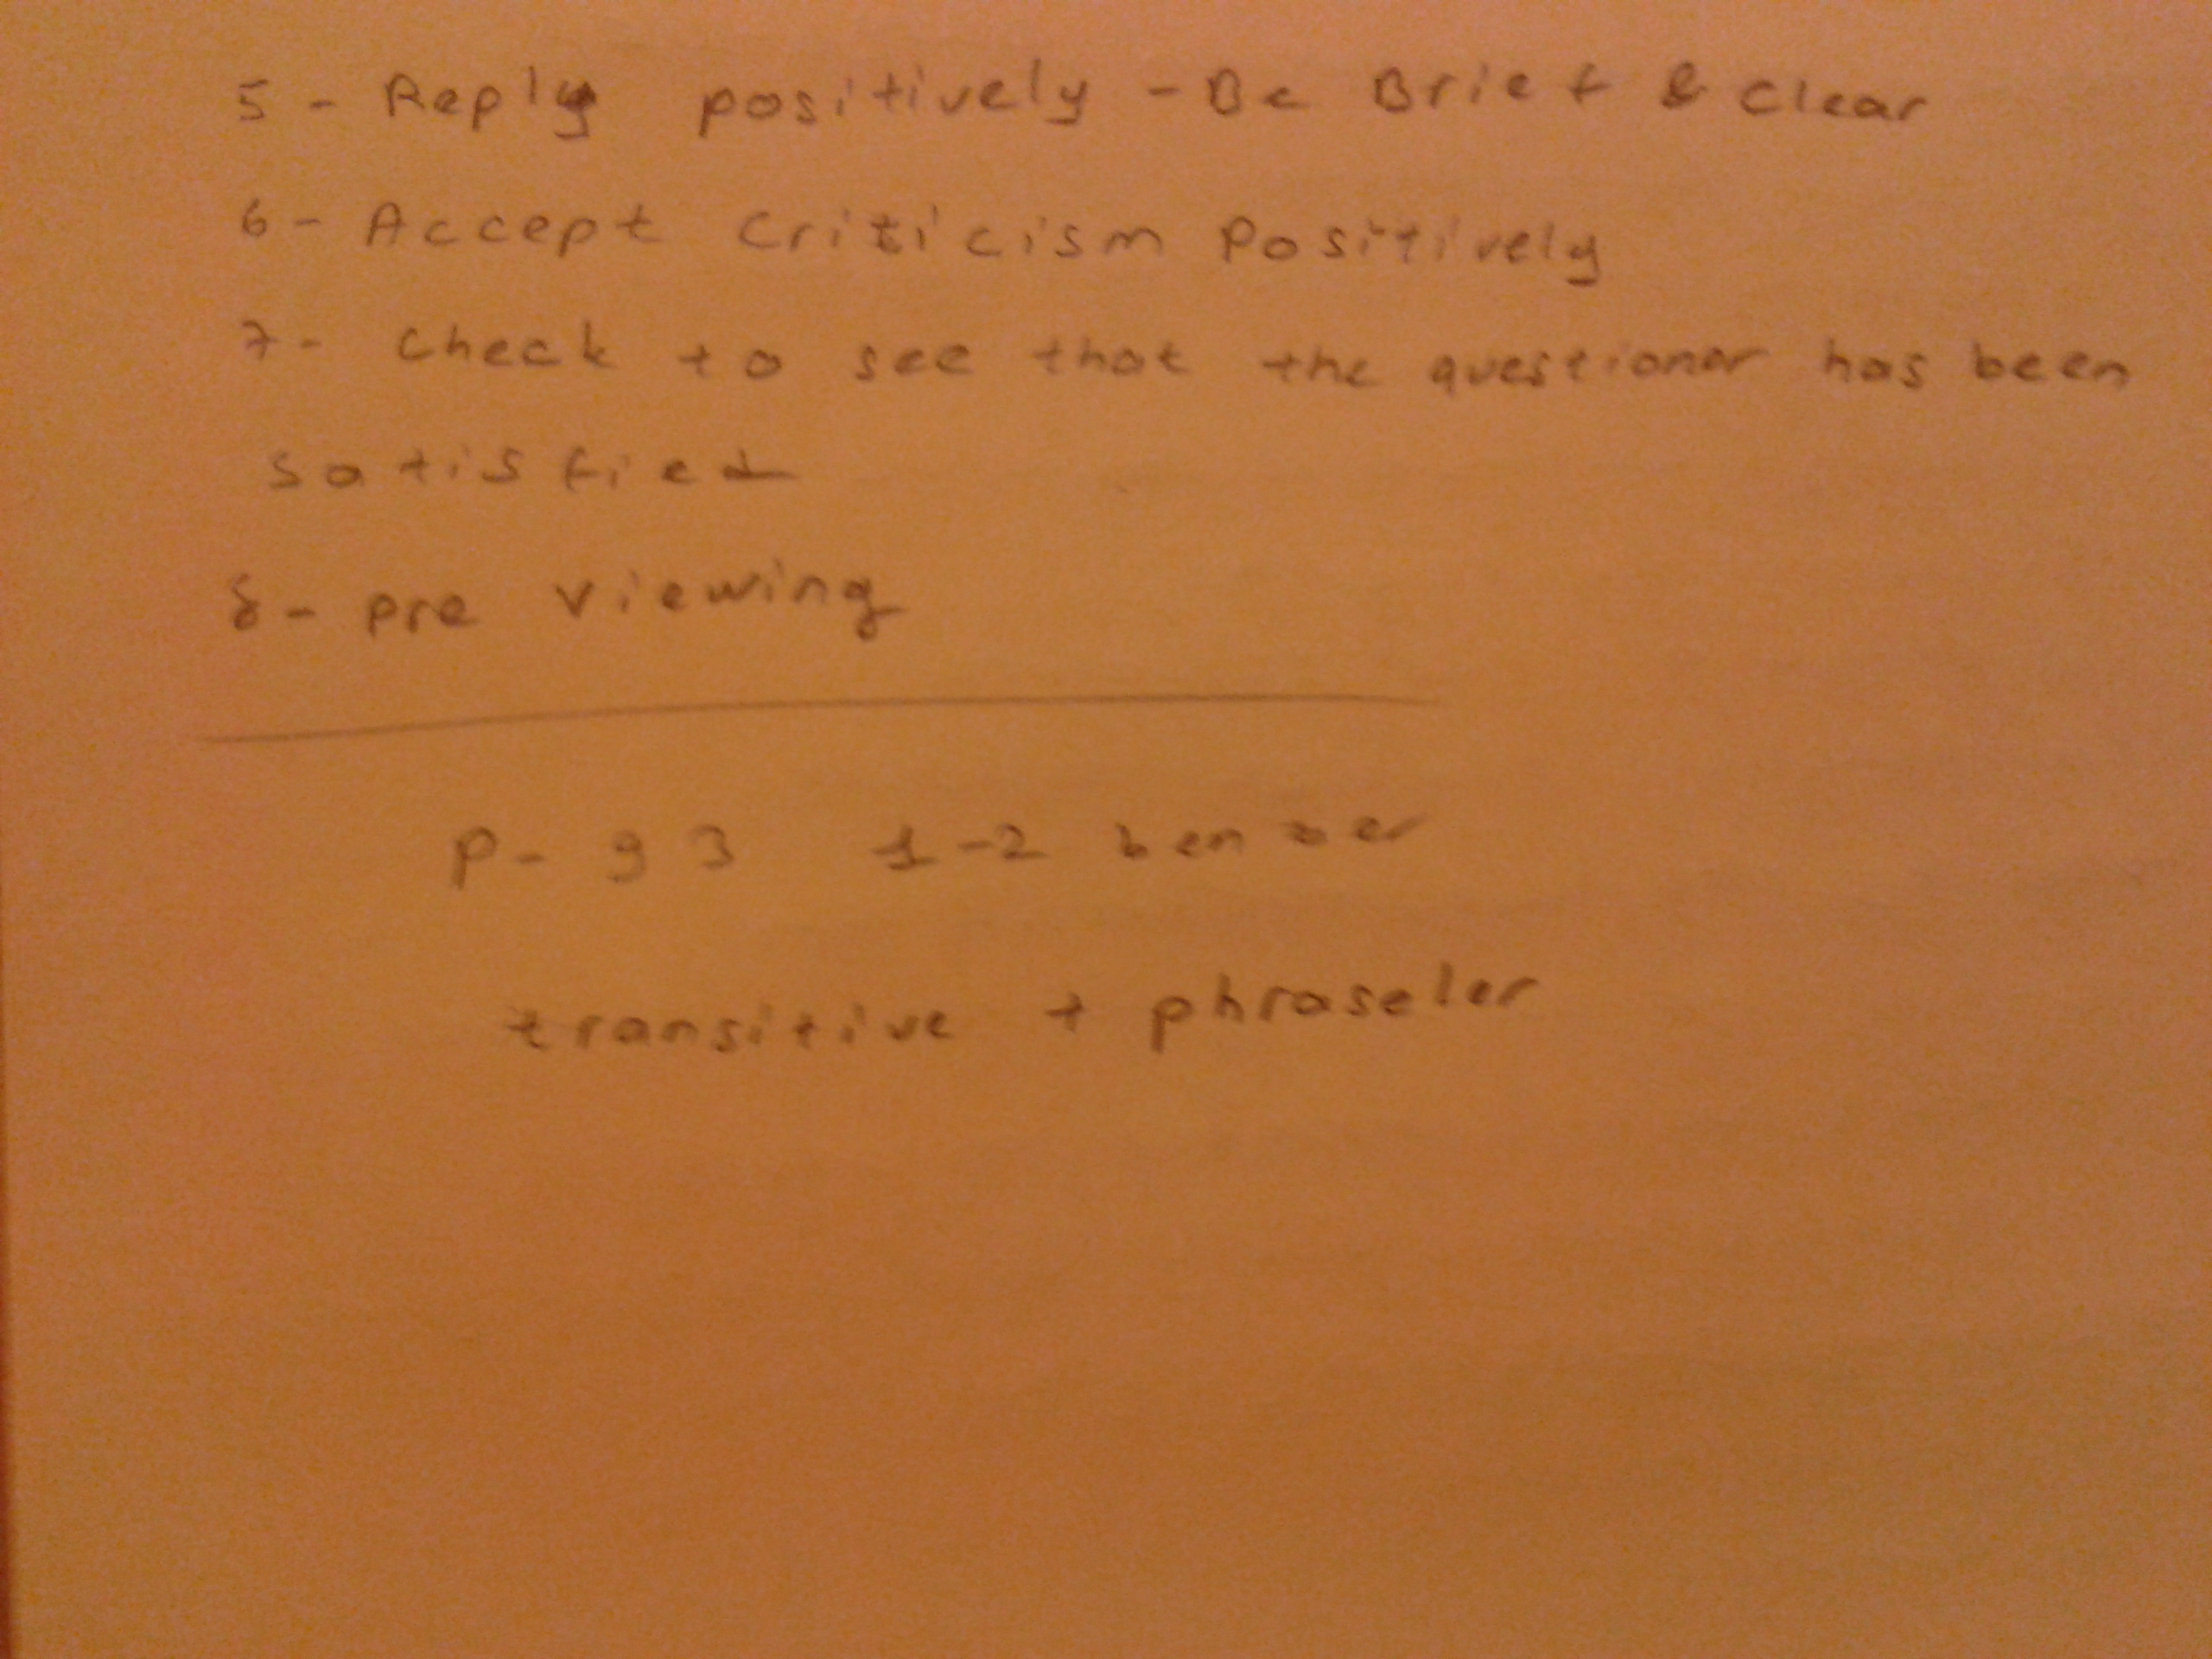 5 - Reply positively - Be Brief & Clear
6 - Accept Criticism Positively
7 - Check to see that the questioner has been
satisfied
8 - pre viewing
P - 93 1-2 benzer
transitive + phraseler